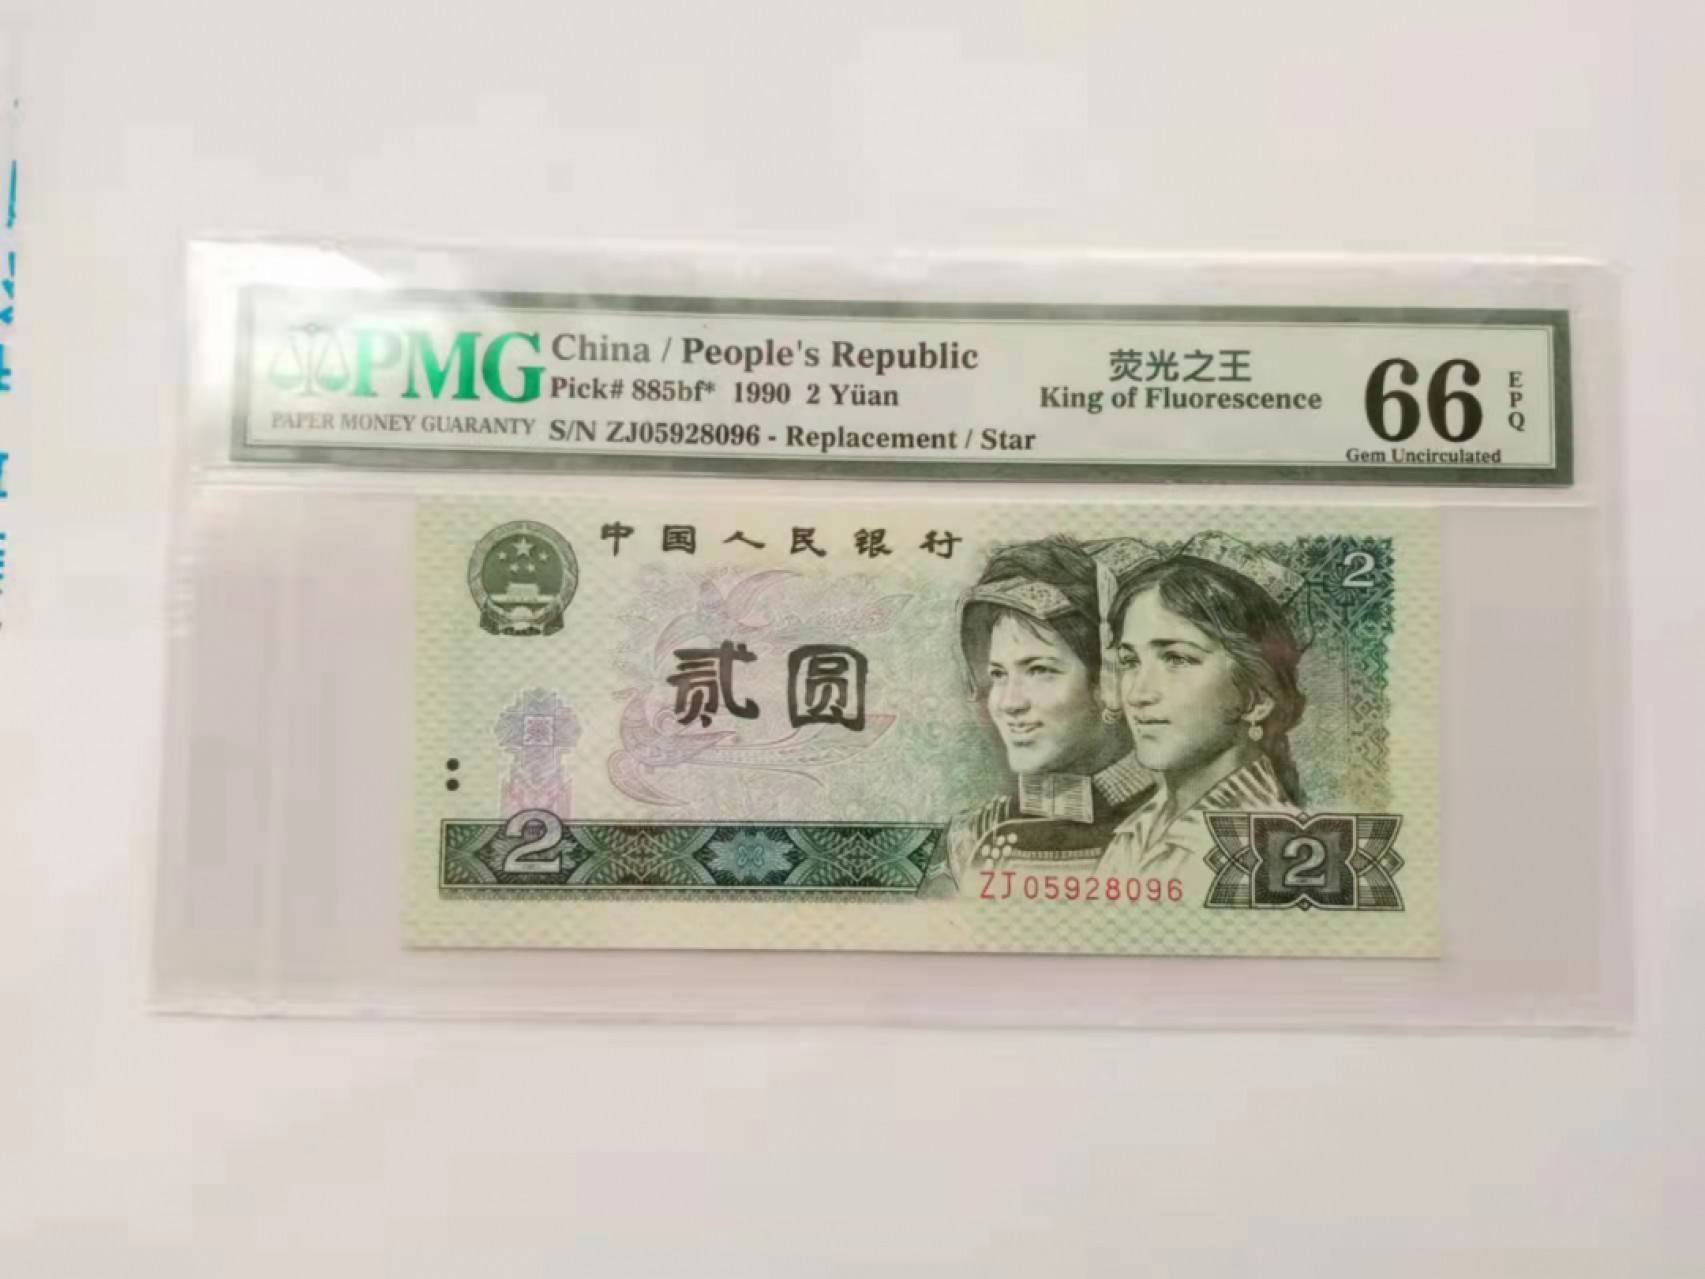 PMG
PAPER MONEY GUARANTY
China / People's Republic
Pick# 885bf* 1990 2 Yüan
S/N ZJ05928096 - Replacement / Star
荧光之王
King of Fluorescence
66
EPQ
Gem Uncirculated
中国人民银行
2
贰圆
2
ZJ05928096
2